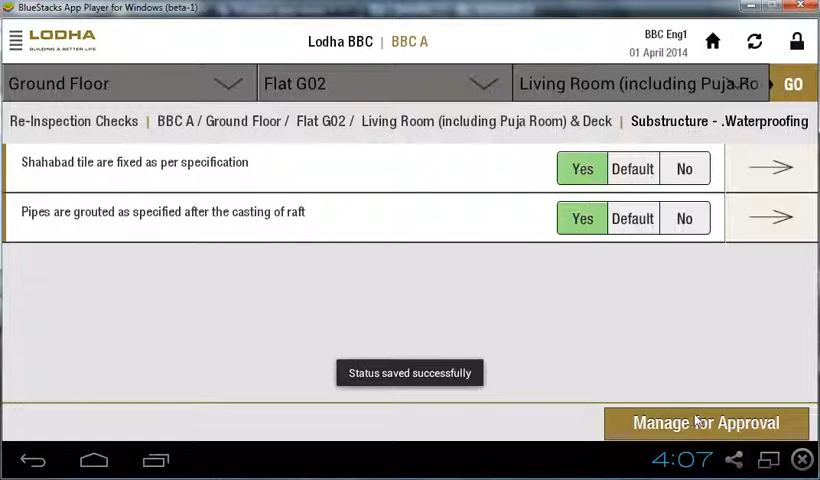 BlueStacks App Player for Windows (beta-1)
LODHA
BUILDING A BETTER LIFE
Lodha BBC | BBC A
BBC Eng1
01 April 2014
Ground Floor
Flat G02
Living Room (including Puja Ro
GO
Re-Inspection Checks | BBC A / Ground Floor / Flat G02 / Living Room (including Puja Room) & Deck | Substructure - .Waterproofing
Shahabad tile are fixed as per specification
Yes Default No
Pipes are grouted as specified after the casting of raft
Yes Default No
Status saved successfully
Manage for Approval
4:07